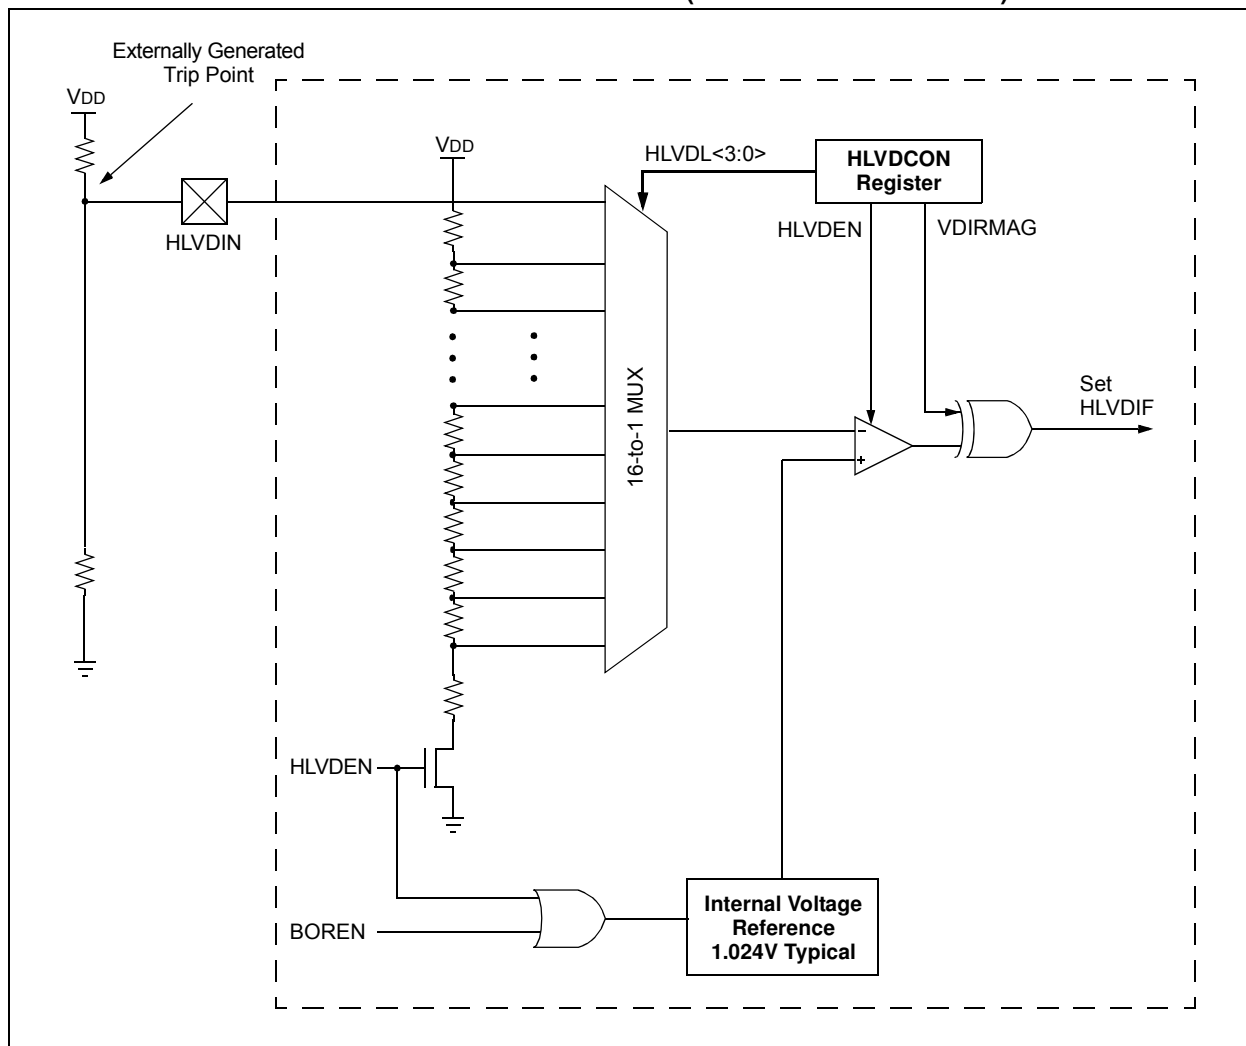 Externally Generated
Trip Point
VDD
VDD
HLVDL<3:0>
HLVDCON
Register
HLVDEN
VDIRMAG
HLVDIN
16-to-1 MUX
Set
HLVDIF
–
+
HLVDEN
BOREN
Internal Voltage
Reference
1.024V Typical